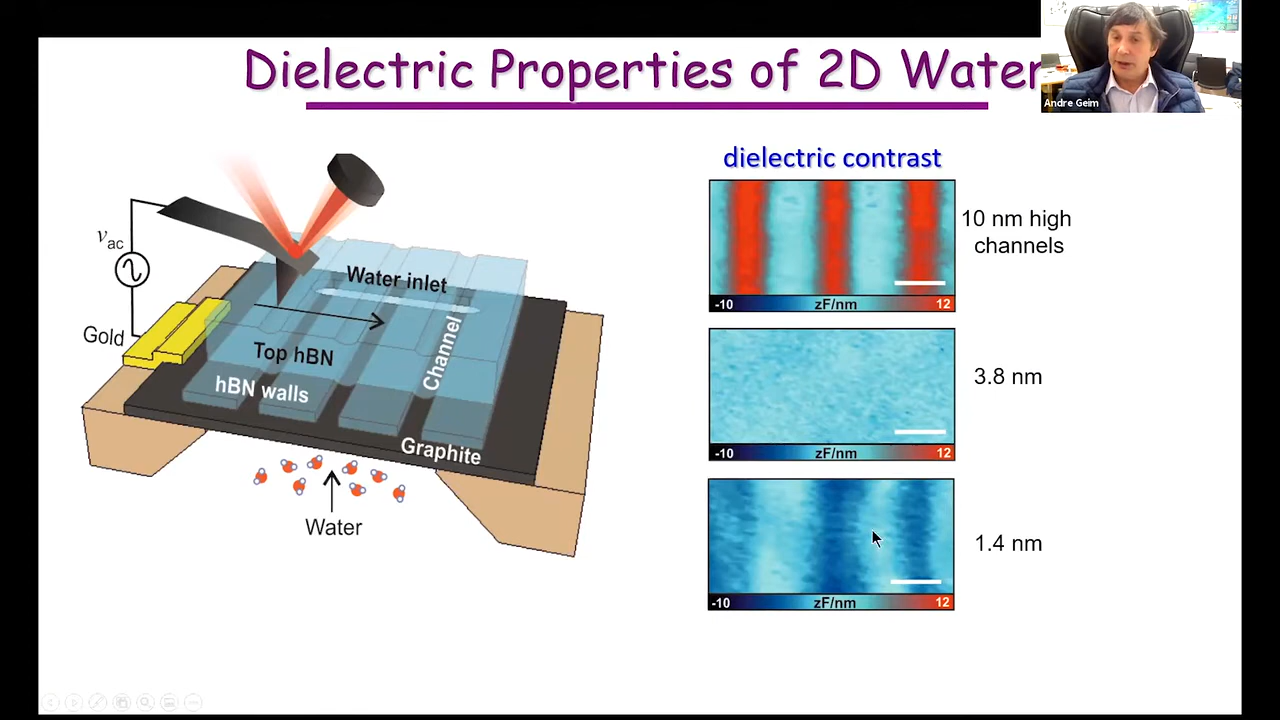 Dielectric Properties of 2D Water
Andre Geim
dielectric contrast
vac
Gold
Water inlet
Channel
Top hBN
hBN walls
Graphite
Water
-10 zF/nm 12
10 nm high
channels
-10 zF/nm 12
3.8 nm
-10 zF/nm 12
1.4 nm